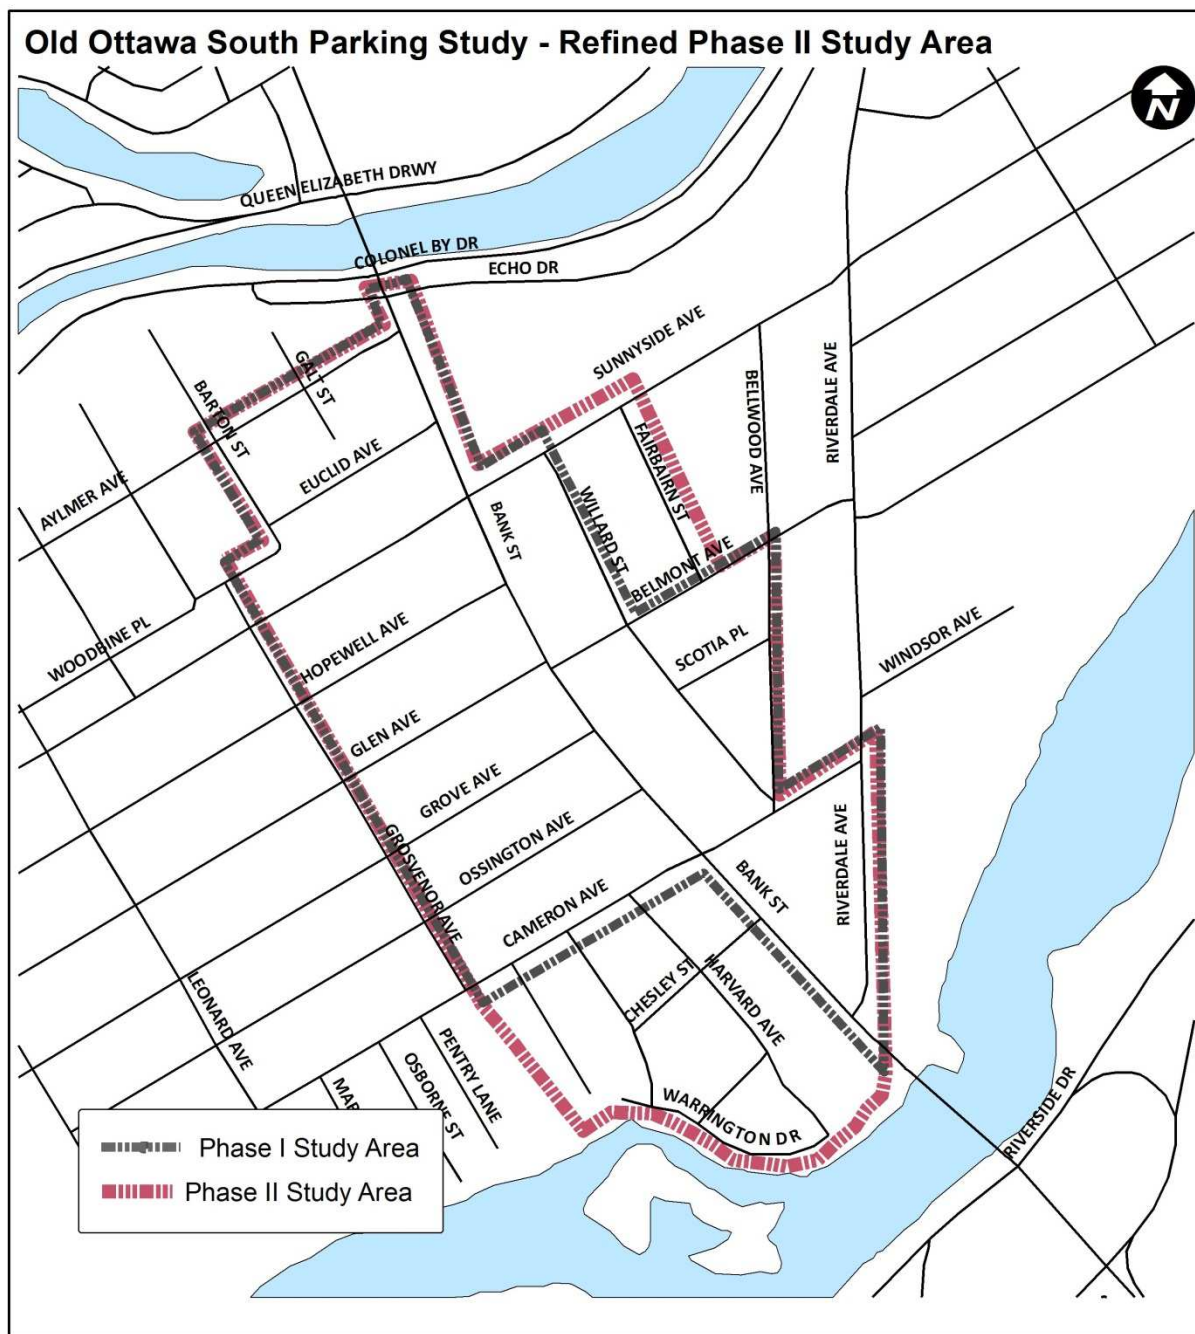 Old Ottawa South Parking Study - Refined Phase II Study Area
N
QUEEN ELIZABETH DRWY
COLONEL BY DR
ECHO DR
SUNNYSIDE AVE
GALT ST
BARTON ST
BELLWOOD AVE
RIVERDALE AVE
FAIRBAIRN ST
EUCLID AVE
AYLMER AVE
WILLARD ST
BANK ST
BELMONT AVE
WOODBINE PL
HOPEWELL AVE
SCOTIA PL
WINDSOR AVE
GLEN AVE
GROVE AVE
OSSINGTON AVE
GROSVENOR AVE
CAMERON AVE
BANK ST
RIVERDALE AVE
CHESLEY ST
HARVARD AVE
LEONARD AVE
PENTRY LANE
OSBORNE ST
WARRINGTON DR
RIVERSIDE DR
Phase I Study Area
Phase II Study Area